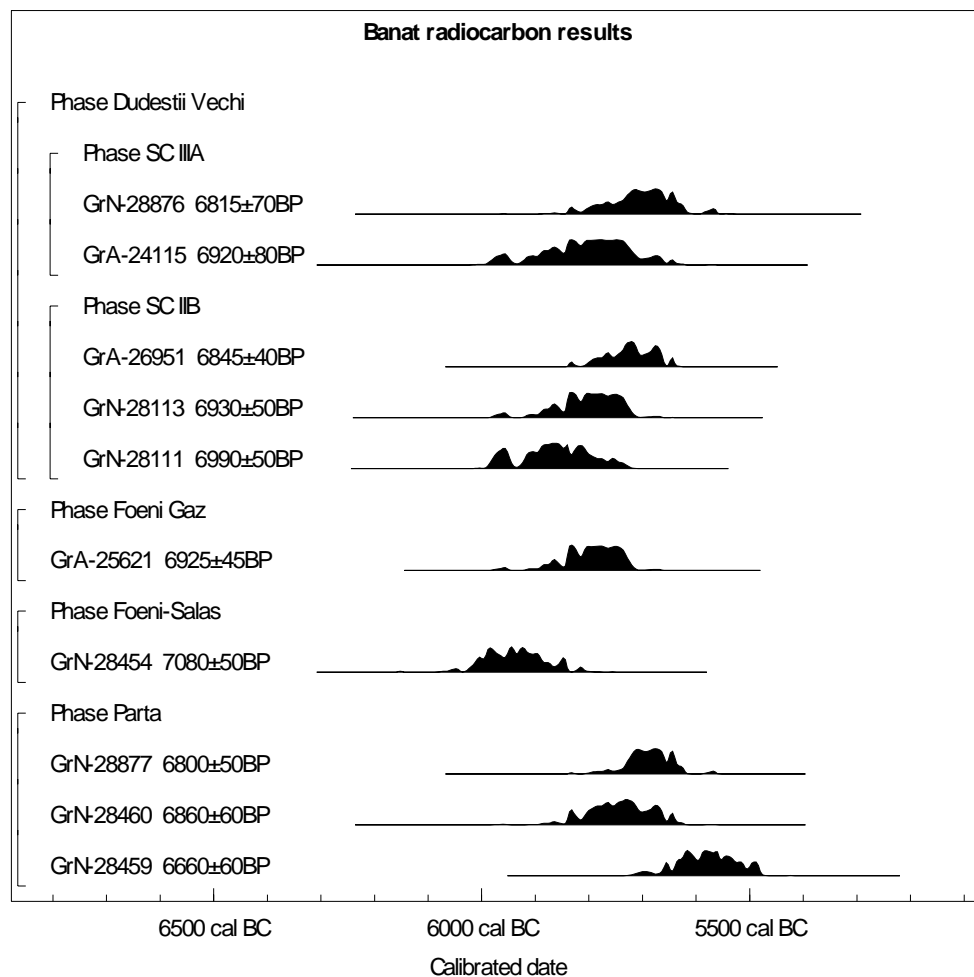 Banat radiocarbon results
Phase Dudestii Vechi
Phase SC IIIA
GrN-28876 6815±70BP
GrA-24115 6920±80BP
Phase SC IIB
GrA-26951 6845±40BP
GrN-28113 6930±50BP
GrN-28111 6990±50BP
Phase Foeni Gaz
GrA-25621 6925±45BP
Phase Foeni-Salas
GrN-28454 7080±50BP
Phase Parta
GrN-28877 6800±50BP
GrN-28460 6860±60BP
GrN-28459 6660±60BP
6500 cal BC 6000 cal BC 5500 cal BC
Calibrated date